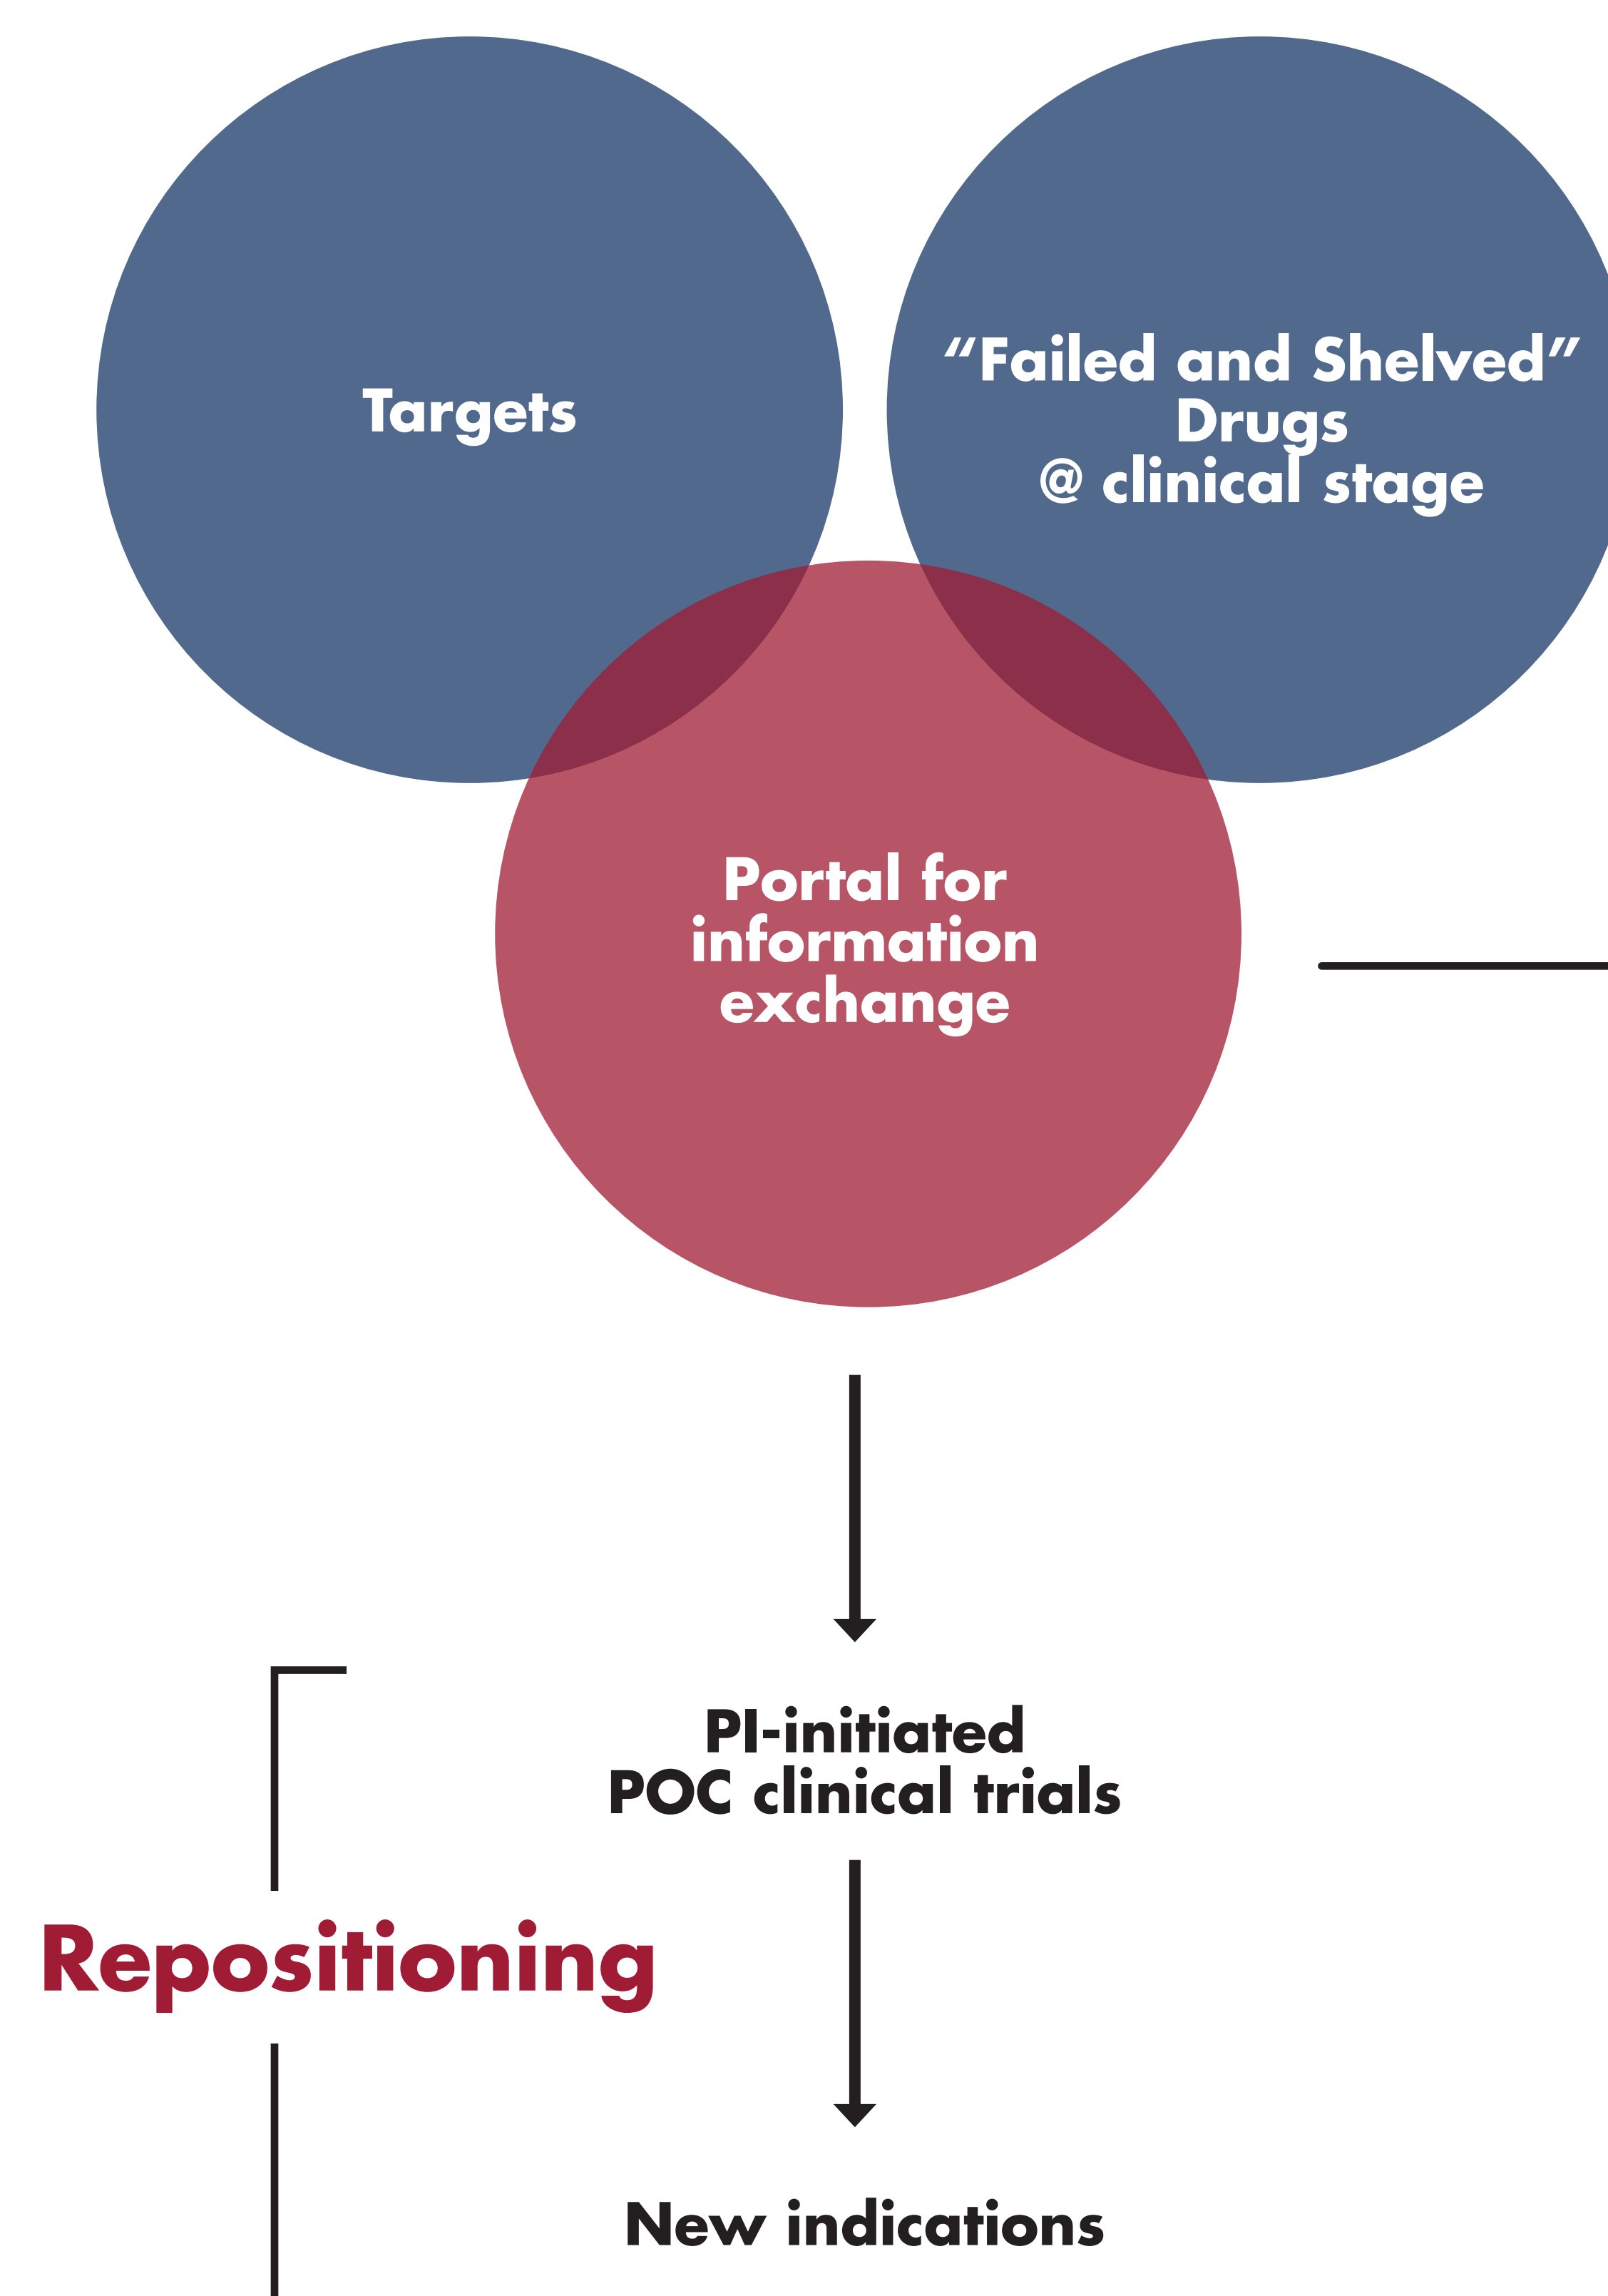 Targets
“Failed and Shelved”
Drugs
@ clinical stage
Portal for
information
exchange
PI-initiated
POC clinical trials
Repositioning
New indications